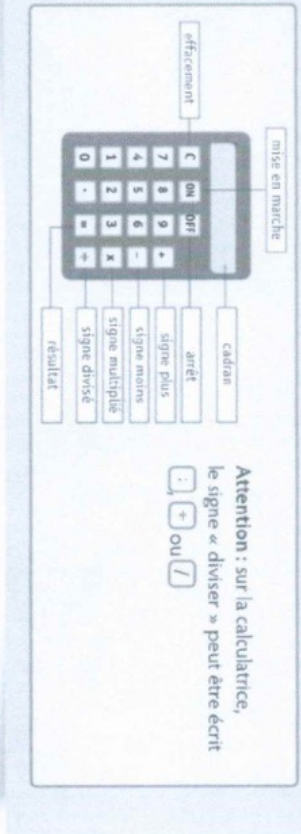 mise en marche
effacement
cadran
C ON OFF
arrêt
7 8 9 +
signe plus
4 5 6 -
signe moins
1 2 3 x
signe multiplié
0 . = ÷
signe divisé
résultat
Attention : sur la calculatrice,
le signe « diviser » peut être écrit
: , ÷ ou /